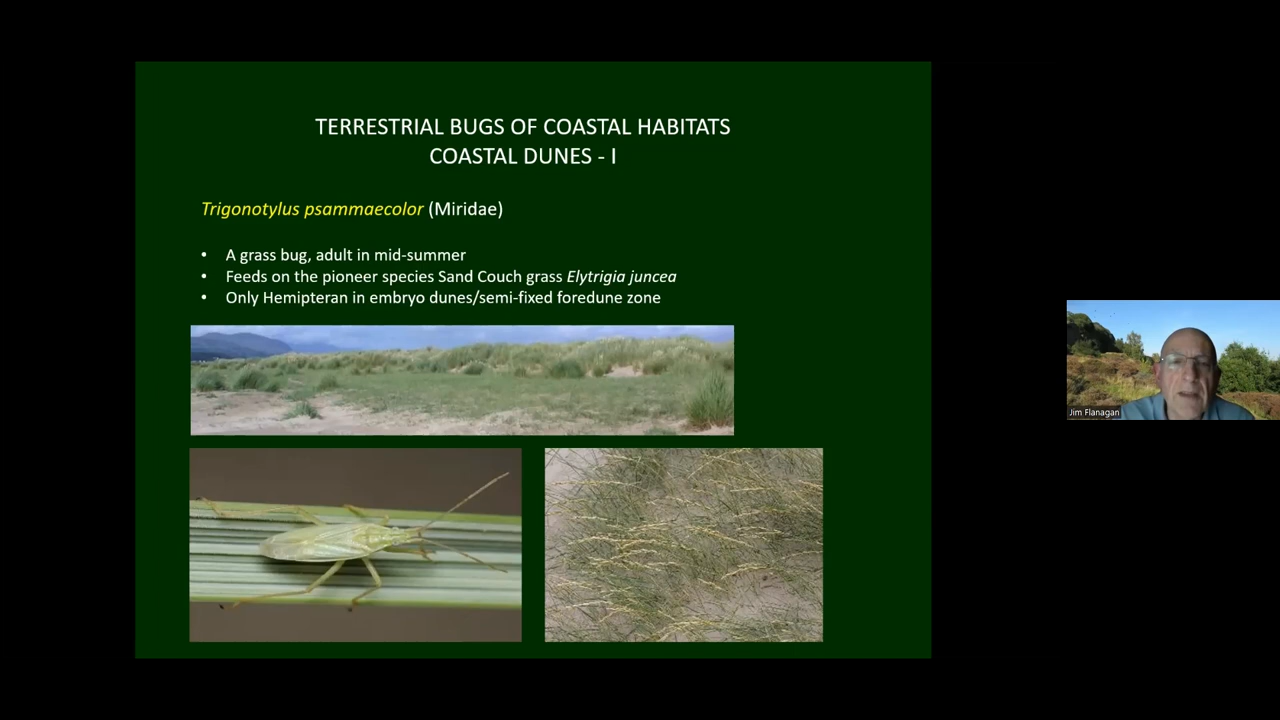 TERRESTRIAL BUGS OF COASTAL HABITATS
COASTAL DUNES - I
Trigonotylus psammaecolor (Miridae)
• A grass bug, adult in mid-summer
• Feeds on the pioneer species Sand Couch grass Elytrigia juncea
• Only Hemipteran in embryo dunes/semi-fixed foredune zone
Jim Flanagan